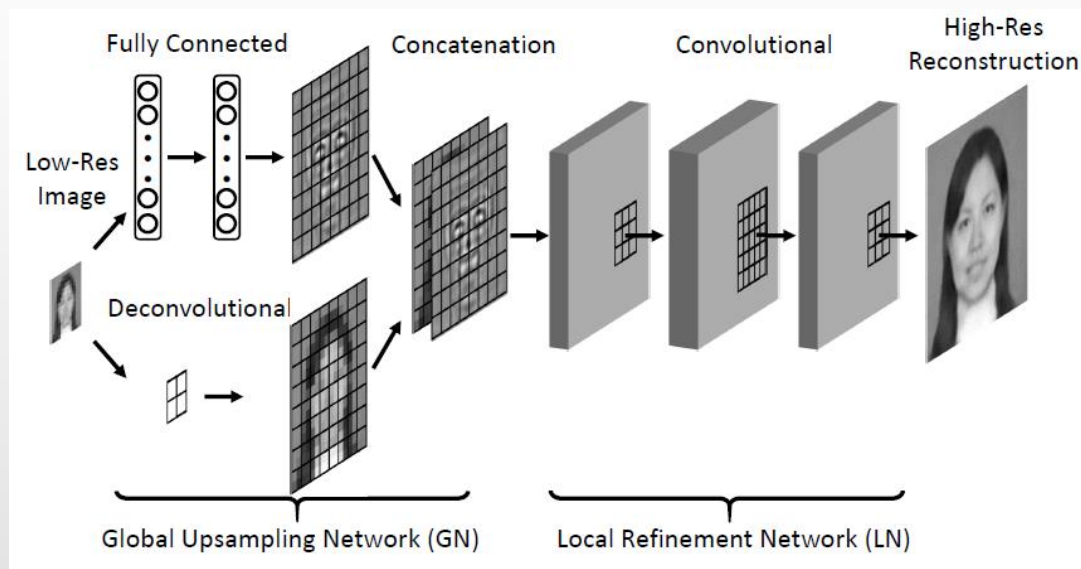 Fully Connected
Concatenation
Convolutional
High-Res
Reconstruction
Low-Res
Image
Deconvolutional
Global Upsampling Network (GN)
Local Refinement Network (LN)